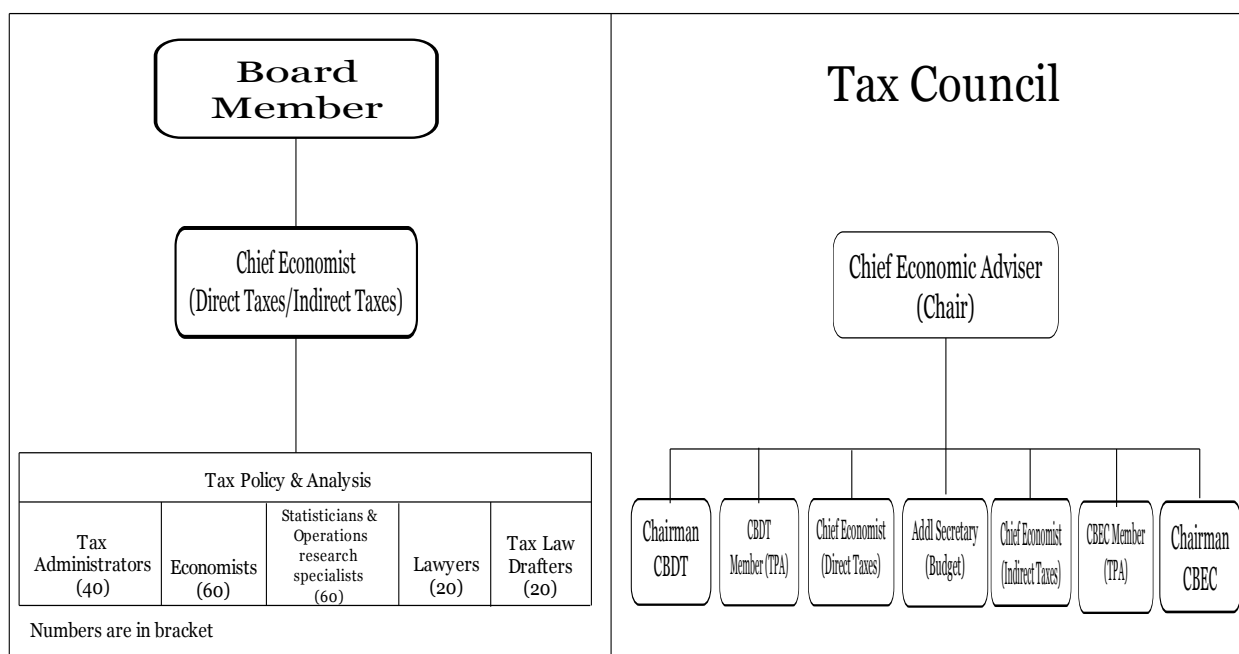 Board
Member
Chief Economist
(Direct Taxes/Indirect Taxes)
Tax Policy & Analysis
Tax
Administrators
(40)
Economists
(60)
Statisticians &
Operations
research
specialists
(60)
Lawyers
(20)
Tax Law
Drafters
(20)
Numbers are in bracket
Tax Council
Chief Economic Adviser
(Chair)
Chairman
CBDT
CBDT
Member (TPA)
Chief Economist
(Direct Taxes)
Addl Secretary
(Budget)
Chief Economist
(Indirect Taxes)
CBEC Member
(TPA)
Chairman
CBEC